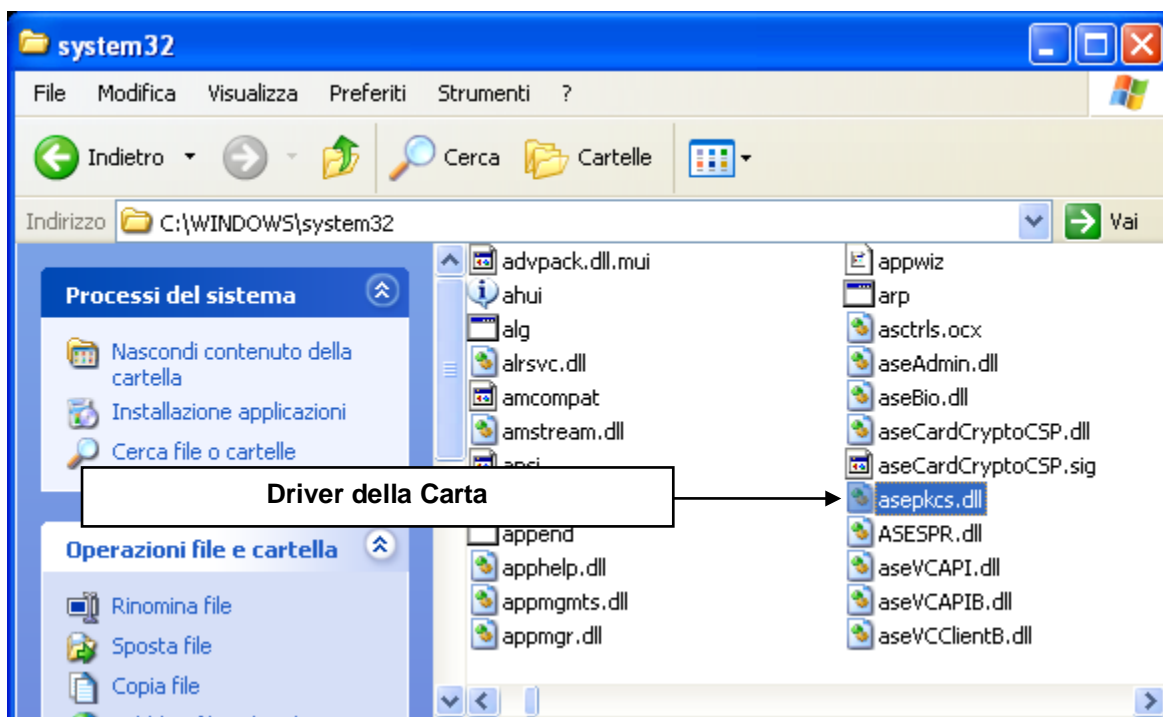 system32
File Modifica Visualizza Preferiti Strumenti ?
Indietro Cerca Cartelle
Indirizzo C:\WINDOWS\system32 Vai
Processi del sistema
Nascondi contenuto della
cartella
Installazione applicazioni
Cerca file o cartelle
Operazioni file e cartella
Rinomina file
Sposta file
Copia file
advpack.dll.mui
ahui
alg
alrsvc.dll
amcompat
amstream.dll
Driver della Carta
append
apphelp.dll
appmgmts.dll
appmgr.dll
appwiz
arp
asctrls.ocx
aseAdmin.dll
aseBio.dll
aseCardCryptoCSP.dll
aseCardCryptoCSP.sig
asepkcs.dll
ASESPR.dll
aseVCAPI.dll
aseVCAPIB.dll
aseVCClientB.dll